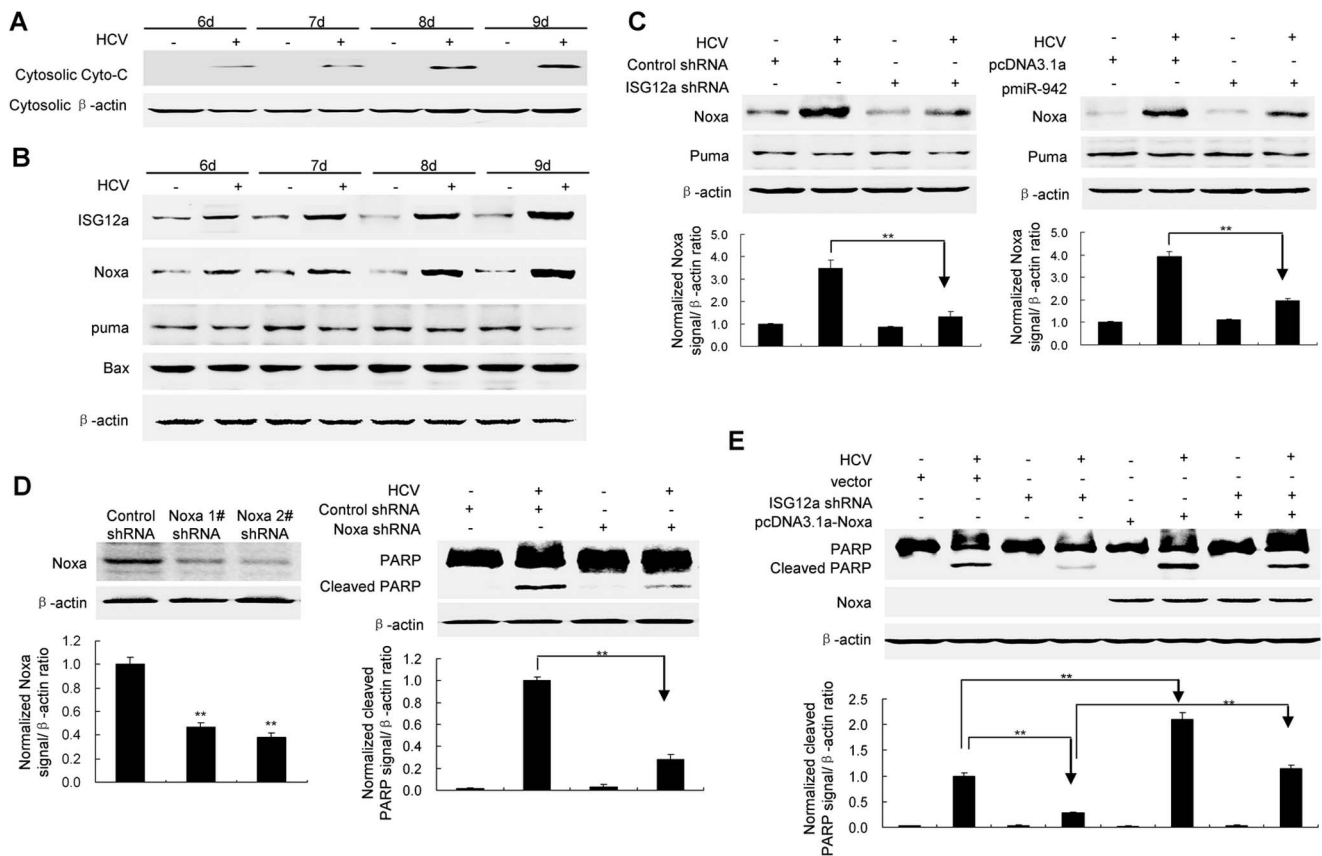 A
6d 7d 8d 9d
HCV - + - + - + - +
Cytosolic Cyto-C
Cytosolic β-actin
B
6d 7d 8d 9d
HCV - + - + - + - +
ISG12a
Noxa
puma
Bax
β-actin
C
HCV - + - +
Control shRNA + +
ISG12a shRNA + +
Noxa
Puma
β-actin
Normalized Noxa
signal/ β-actin ratio
5.0
4.0
3.0
2.0
1.0
0.0
**
HCV - + - +
pcDNA3.1a + +
pmiR-942 + +
Noxa
Puma
β-actin
Normalized Noxa
signal/ β-actin ratio
5.0
4.0
3.0
2.0
1.0
0.0
**
D
Control shRNA
Noxa 1# shRNA
Noxa 2# shRNA
Noxa
β-actin
Normalized Noxa
signal/ β-actin ratio
1.2
1.0
0.8
0.6
0.4
0.2
0.0
** **
HCV - + - +
Control shRNA + +
Noxa shRNA + +
PARP
Cleaved PARP
β-actin
Normalized cleaved
PARP signal/ β-actin ratio
1.2
1.0
0.8
0.6
0.4
0.2
0.0
**
E
HCV - + - + - + - +
vector + +
ISG12a shRNA + + + +
pcDNA3.1a-Noxa + + + +
PARP
Cleaved PARP
Noxa
β-actin
Normalized cleaved
PARP signal/ β-actin ratio
2.5
2.0
1.5
1.0
0.5
0.0
**
**
**